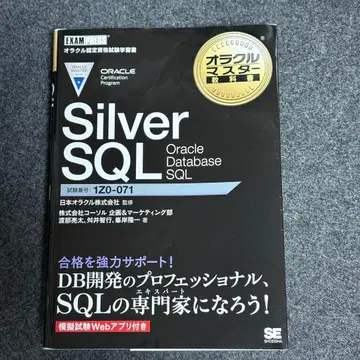 EXAMPRESS
オラクル認定資格試験学習書
ORACLE
Certification
Program
オラクル
マスター
教科書
Silver
SQL
Oracle
Database
SQL
試験番号：1Z0-071
日本オラクル株式会社 監修
株式会社コーソル 企画&マーケティング部
渡部亮太、舛井智行、峯岸隆一 著
合格を強力サポート！
DB開発のプロフェッショナル、
エキスパート
SQLの専門家になろう！
模擬試験Webアプリ付き
SE
SHOEISHA